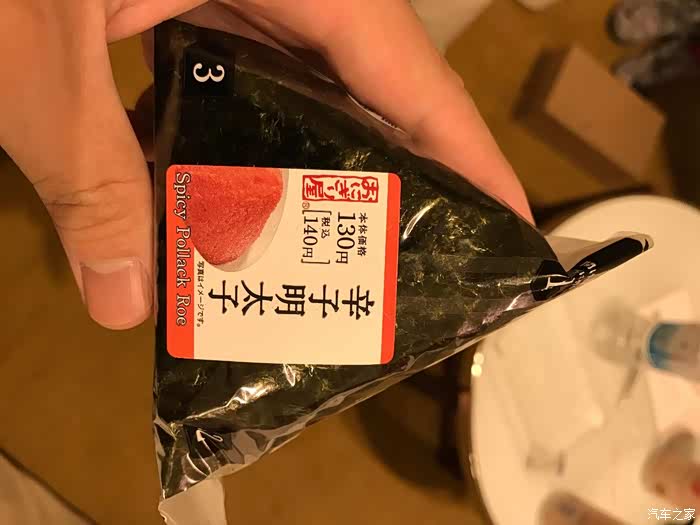 3
おにぎり屋
本体価格
130円
[税込
140円]
辛子
明太子
写真はイメージです。
Spicy Pollack Roe
汽车之家